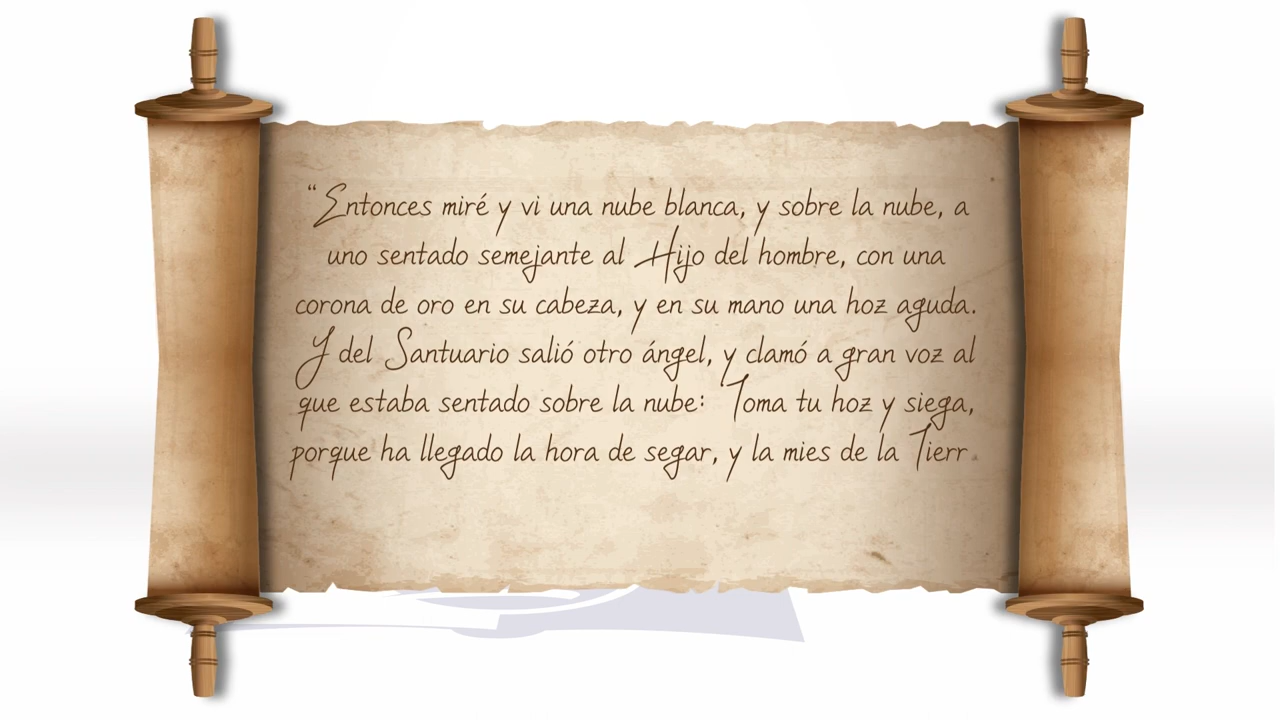 “Entonces miré y vi una nube blanca, y sobre la nube, a
uno sentado semejante al Hijo del hombre, con una
corona de oro en su cabeza, y en su mano una hoz aguda.
Y del Santuario salió otro ángel, y clamó a gran voz al
que estaba sentado sobre la nube: Toma tu hoz y siega,
porque ha llegado la hora de segar, y la mies de la Tierr